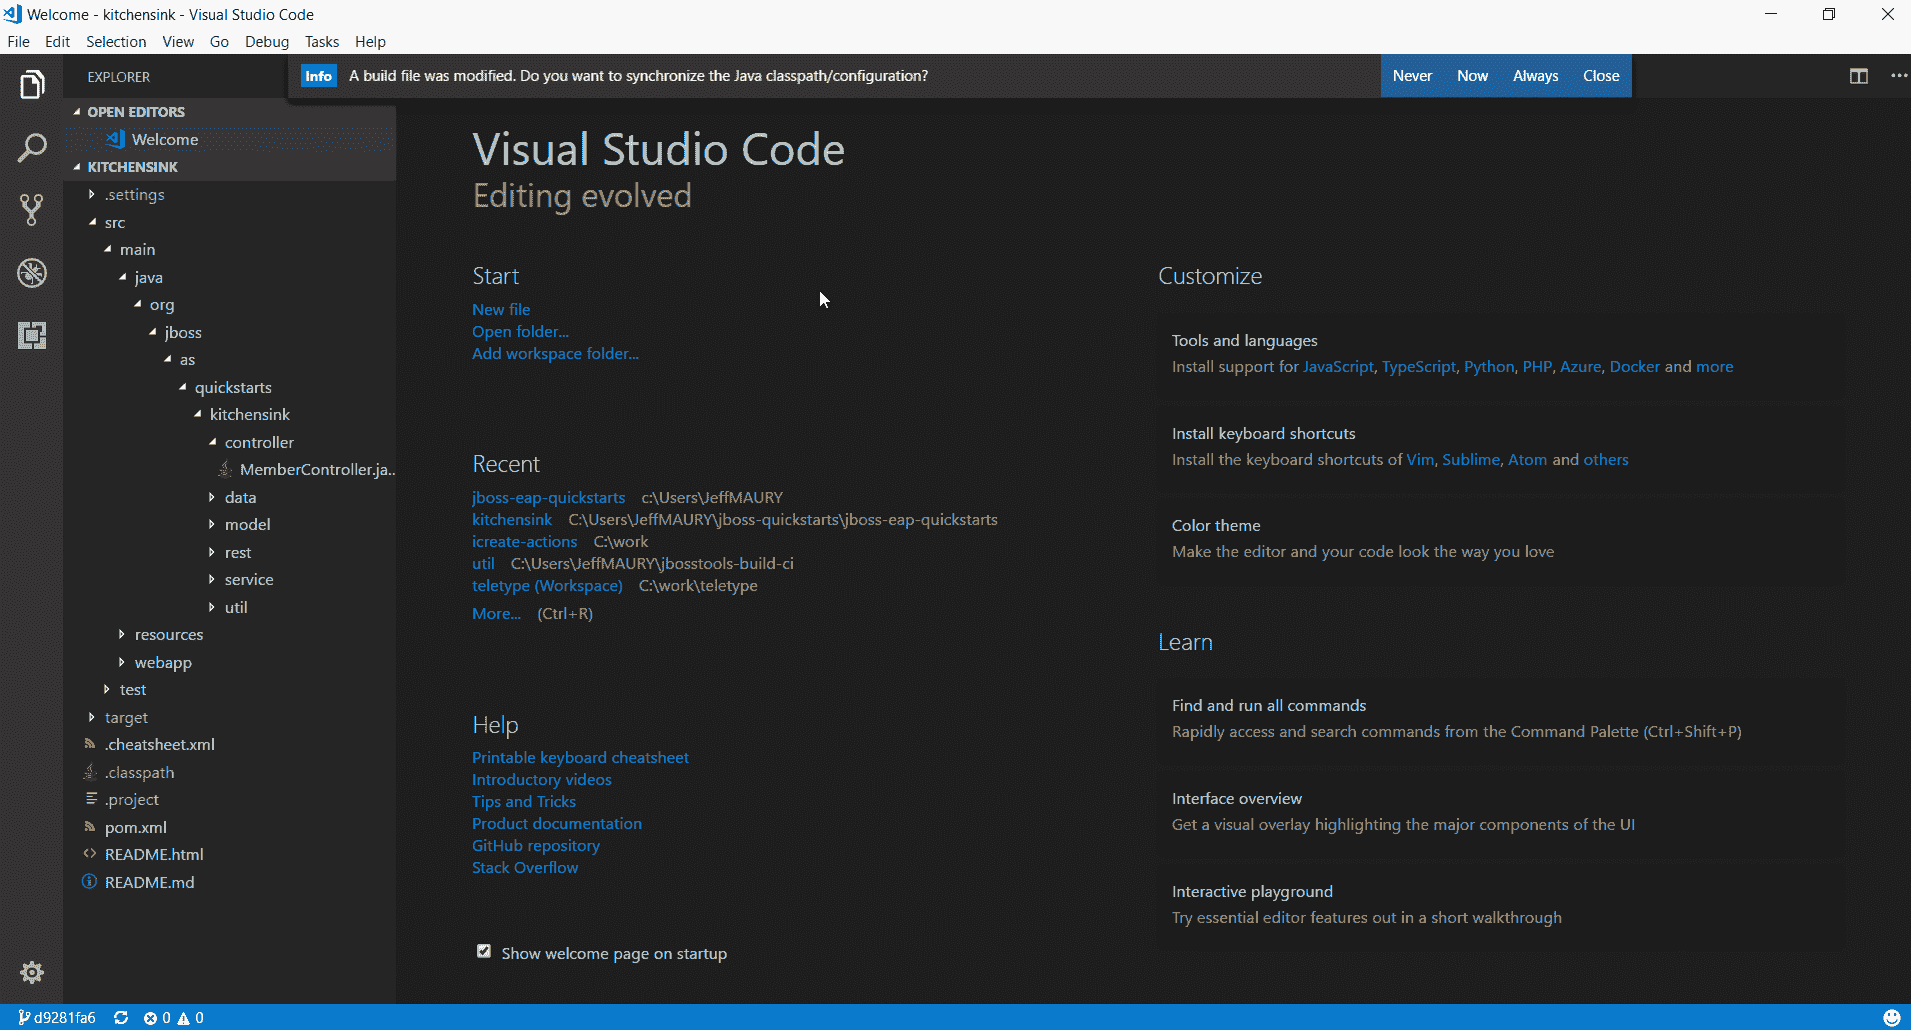 Welcome - kitchensink - Visual Studio Code
File Edit Selection View Go Debug Tasks Help
EXPLORER
Info A build file was modified. Do you want to synchronize the Java classpath/configuration? Never Now Always Close
OPEN EDITORS
Welcome
KITCHENSINK
.settings
src
main
java
org
jboss
as
quickstarts
kitchensink
controller
MemberController.ja..
data
model
rest
service
util
resources
webapp
test
target
.cheatsheet.xml
.classpath
.project
pom.xml
README.html
README.md
Visual Studio Code
Editing evolved
Start
New file
Open folder...
Add workspace folder...
Recent
jboss-eap-quickstarts c:\Users\JeffMAURY
kitchensink C:\Users\JeffMAURY\jboss-quickstarts\jboss-eap-quickstarts
icreate-actions C:\work
util C:\Users\JeffMAURY\jbosstools-build-ci
teletype (Workspace) C:\work\teletype
More... (Ctrl+R)
Help
Printable keyboard cheatsheet
Introductory videos
Tips and Tricks
Product documentation
GitHub repository
Stack Overflow
Show welcome page on startup
Customize
Tools and languages
Install support for JavaScript, TypeScript, Python, PHP, Azure, Docker and more
Install keyboard shortcuts
Install the keyboard shortcuts of Vim, Sublime, Atom and others
Color theme
Make the editor and your code look the way you love
Learn
Find and run all commands
Rapidly access and search commands from the Command Palette (Ctrl+Shift+P)
Interface overview
Get a visual overlay highlighting the major components of the UI
Interactive playground
Try essential editor features out in a short walkthrough
d9281fa6 0 0